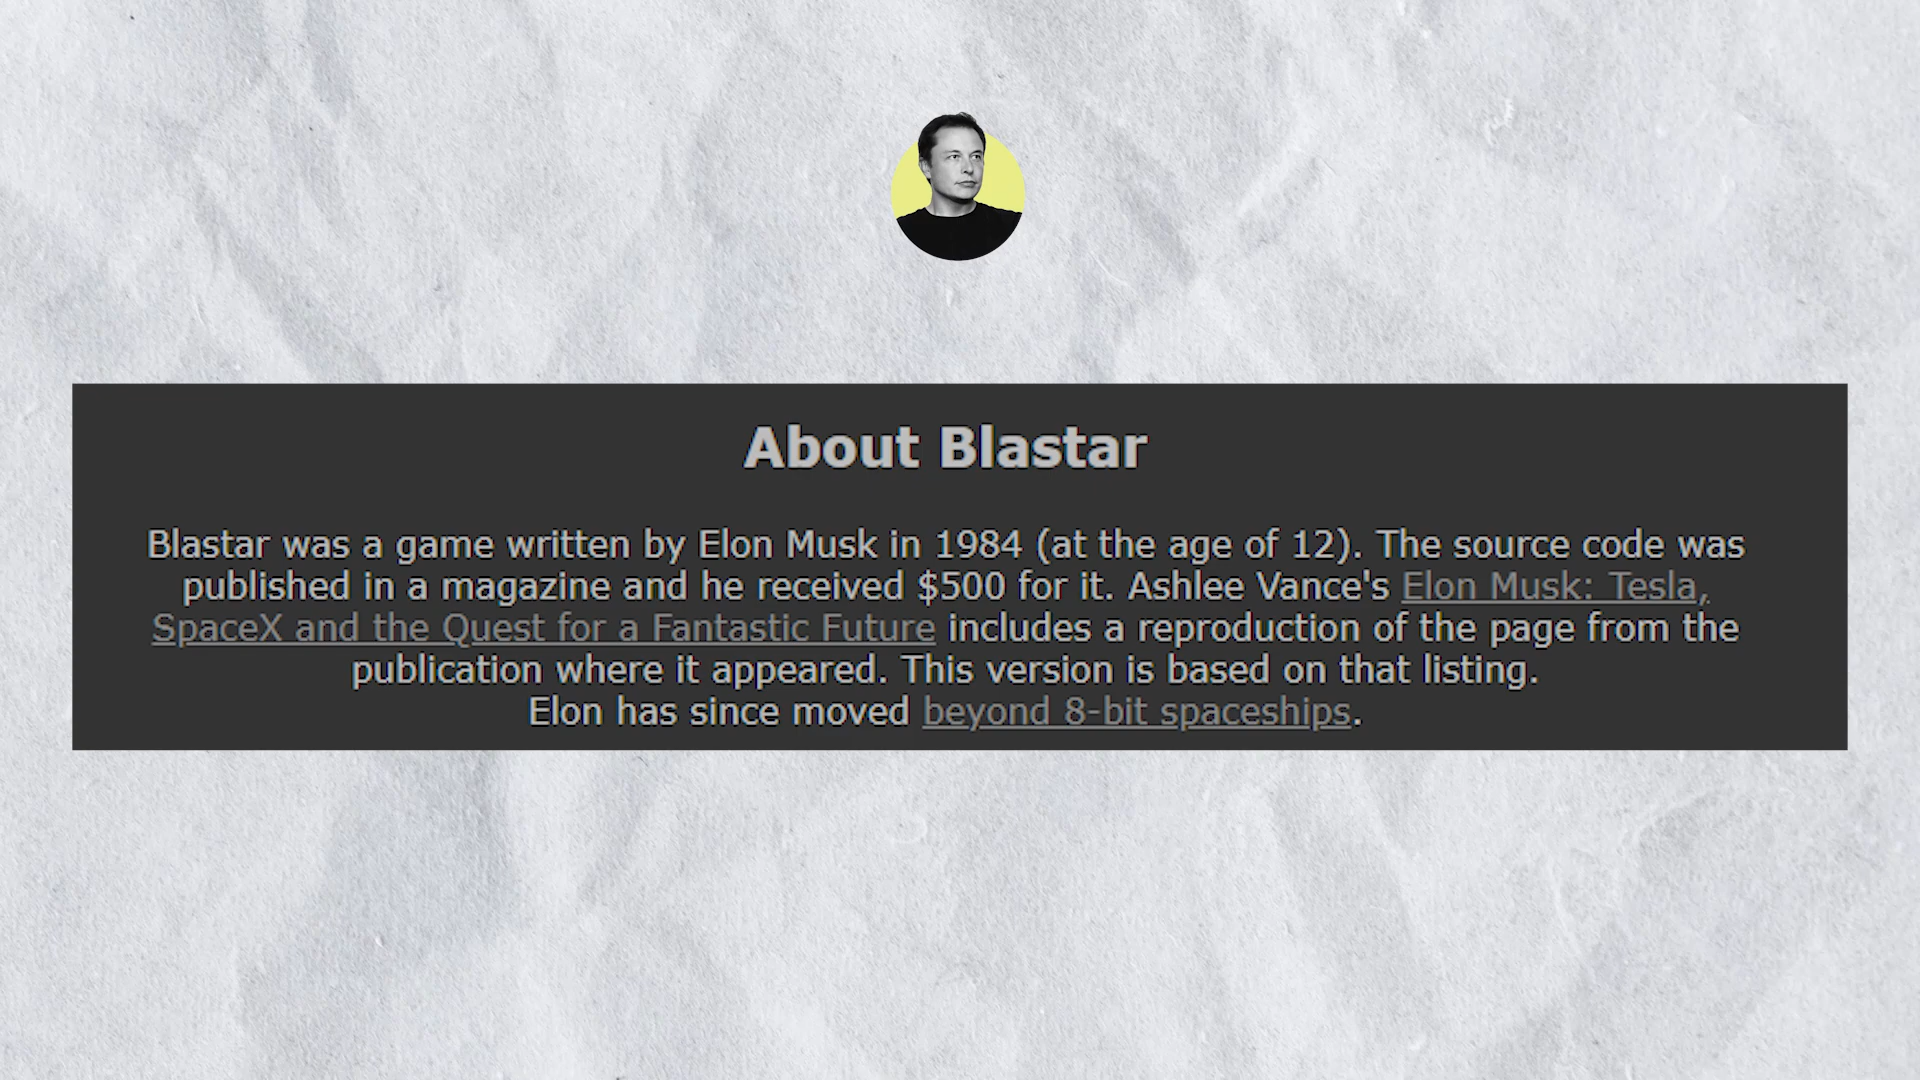 About Blastar
Blastar was a game written by Elon Musk in 1984 (at the age of 12). The source code was
published in a magazine and he received $500 for it. Ashlee Vance's Elon Musk: Tesla,
SpaceX and the Quest for a Fantastic Future includes a reproduction of the page from the
publication where it appeared. This version is based on that listing.
Elon has since moved beyond 8-bit spaceships.